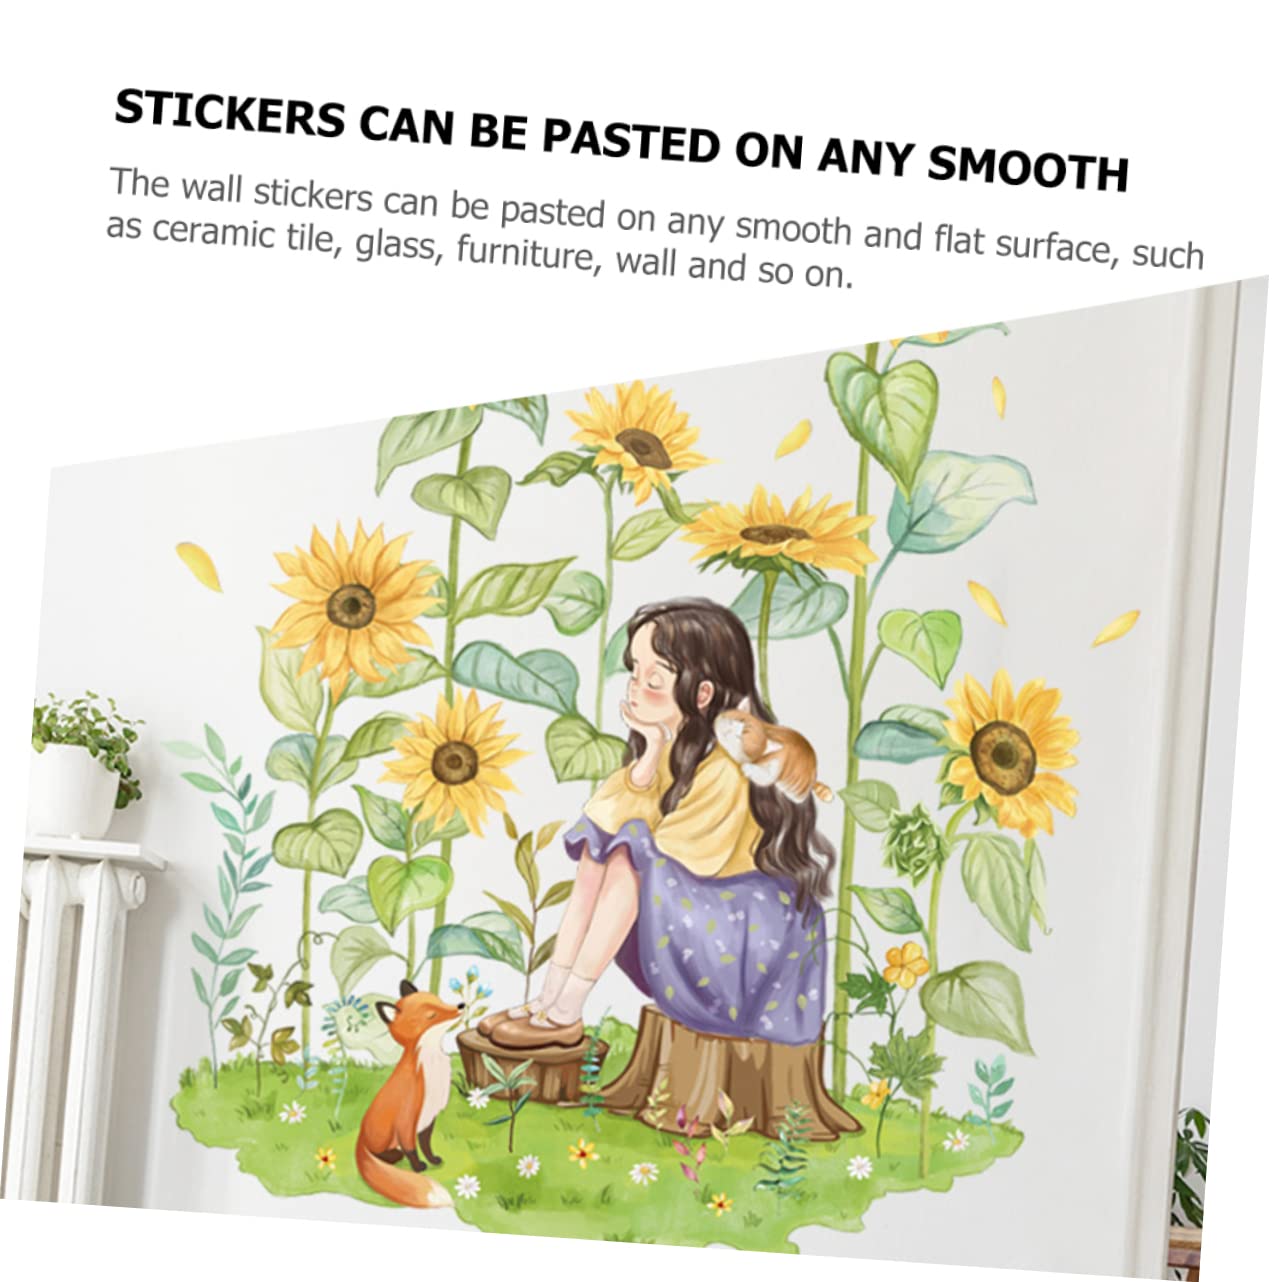 STICKERS CAN BE PASTED ON ANY SMOOTH
The wall stickers can be pasted on any smooth and flat surface, such
as ceramic tile, glass, furniture, wall and so on.